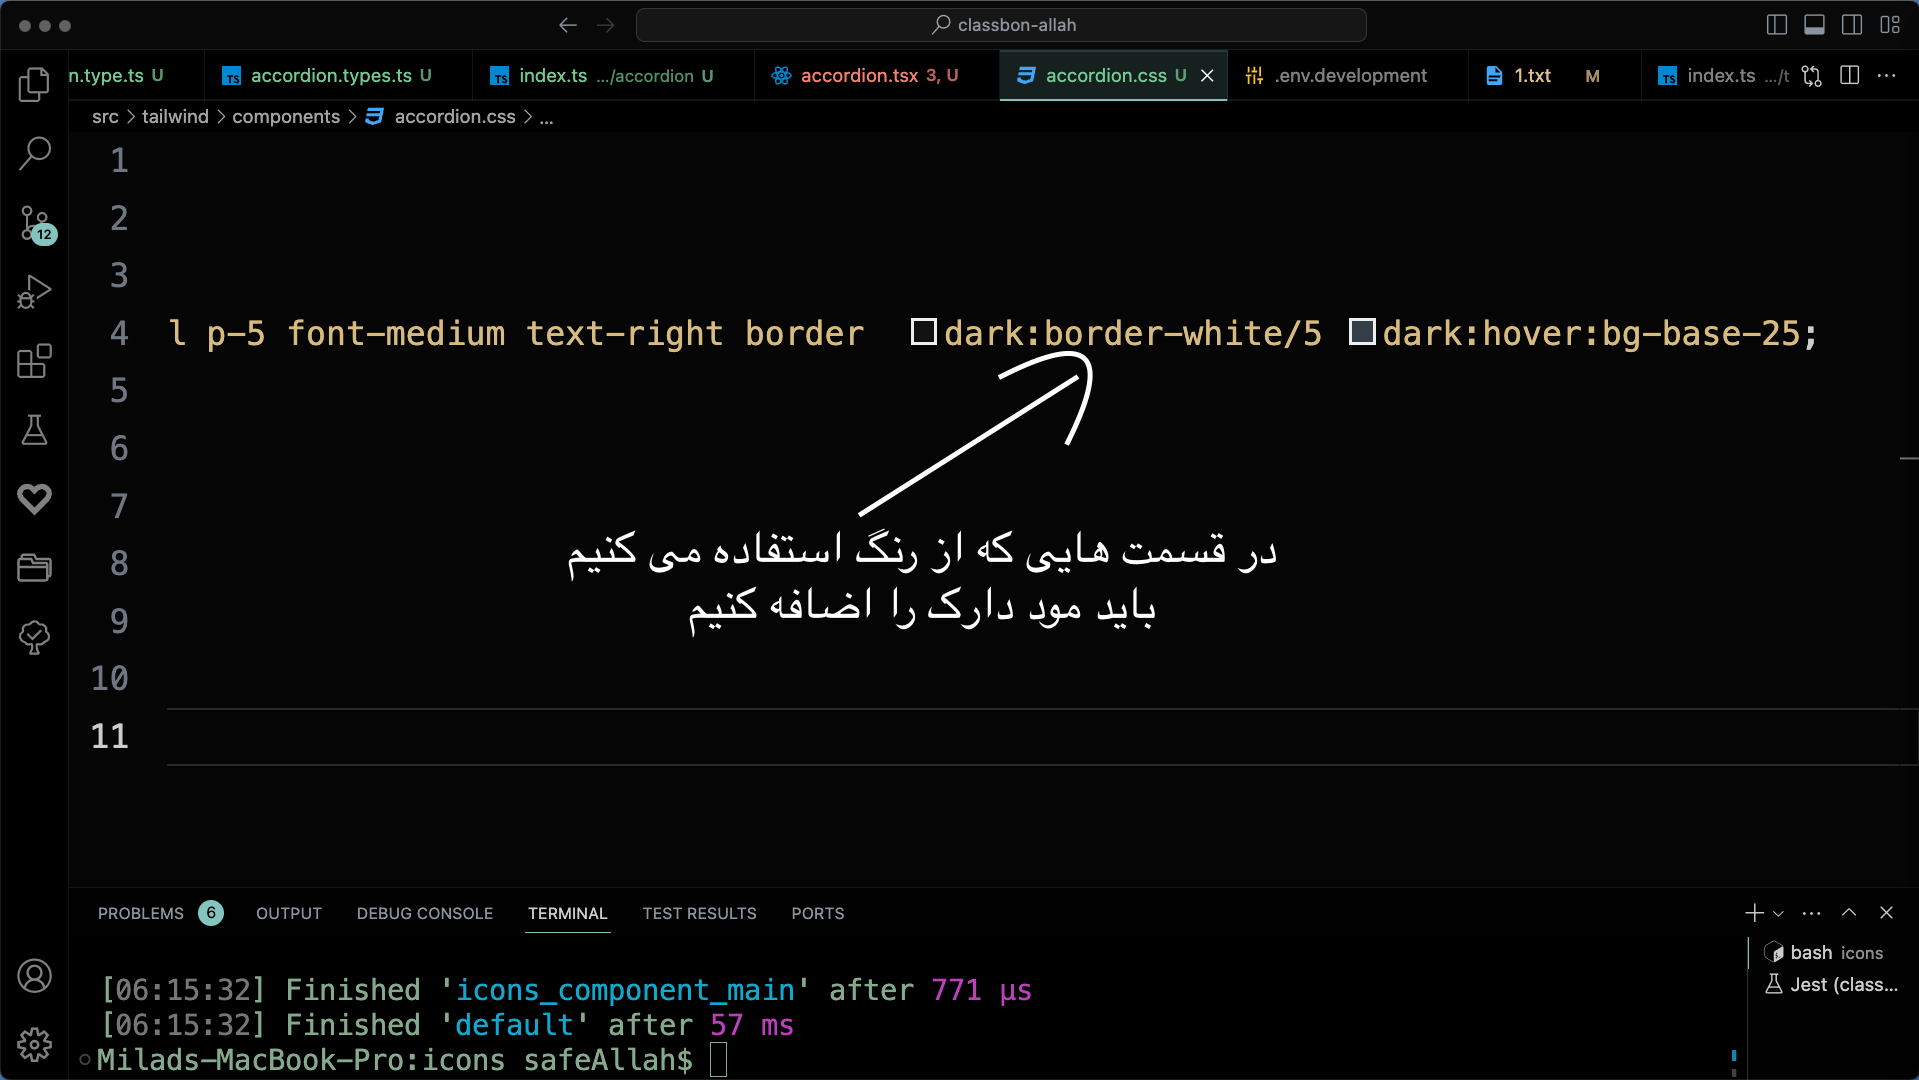 classbon-allah
n.type.ts U
accordion.types.ts U
index.ts .../accordion U
accordion.tsx 3, U
accordion.css U
.env.development
1.txt M
index.ts .../t
src > tailwind > components > accordion.css > ...
1
2
3
4 l p-5 font-medium text-right border dark:border-white/5 dark:hover:bg-base-25;
5
6
7
در قسمت هایی که از رنگ استفاده می کنیم
8
باید مود دارک را اضافه کنیم
9
10
11
12
PROBLEMS 6 OUTPUT DEBUG CONSOLE TERMINAL TEST RESULTS PORTS
bash icons
Jest (class...
[06:15:32] Finished 'icons_component_main' after 771 μs
[06:15:32] Finished 'default' after 57 ms
Milads-MacBook-Pro:icons safeAllah$